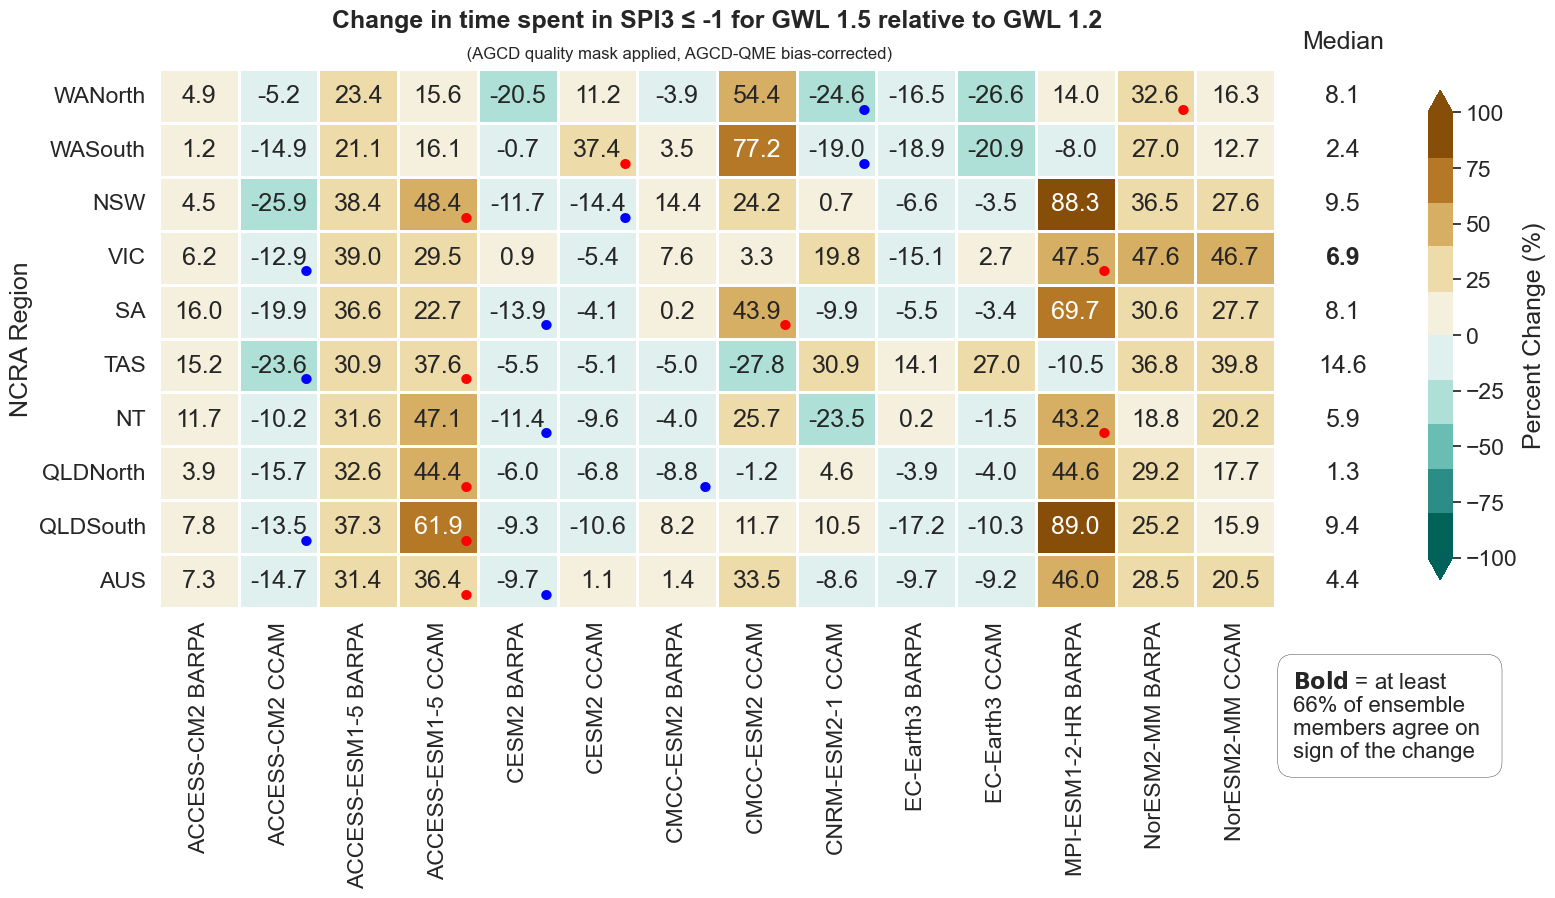 Change in time spent in SPI3 ≤ -1 for GWL 1.5 relative to GWL 1.2
(AGCD quality mask applied, AGCD-QME bias-corrected)
Median
WANorth 4.9 -5.2 23.4 15.6 -20.5 11.2 -3.9 54.4 -24.6 -16.5 -26.6 14.0 32.6 16.3 8.1
WASouth 1.2 -14.9 21.1 16.1 -0.7 37.4 3.5 77.2 -19.0 -18.9 -20.9 -8.0 27.0 12.7 2.4
NSW 4.5 -25.9 38.4 48.4 -11.7 -14.4 14.4 24.2 0.7 -6.6 -3.5 88.3 36.5 27.6 9.5
VIC 6.2 -12.9 39.0 29.5 0.9 -5.4 7.6 3.3 19.8 -15.1 2.7 47.5 47.6 46.7 6.9
SA 16.0 -19.9 36.6 22.7 -13.9 -4.1 0.2 43.9 -9.9 -5.5 -3.4 69.7 30.6 27.7 8.1
TAS 15.2 -23.6 30.9 37.6 -5.5 -5.1 -5.0 -27.8 30.9 14.1 27.0 -10.5 36.8 39.8 14.6
NT 11.7 -10.2 31.6 47.1 -11.4 -9.6 -4.0 25.7 -23.5 0.2 -1.5 43.2 18.8 20.2 5.9
QLDNorth 3.9 -15.7 32.6 44.4 -6.0 -6.8 -8.8 -1.2 4.6 -3.9 -4.0 44.6 29.2 17.7 1.3
QLDSouth 7.8 -13.5 37.3 61.9 -9.3 -10.6 8.2 11.7 10.5 -17.2 -10.3 89.0 25.2 15.9 9.4
AUS 7.3 -14.7 31.4 36.4 -9.7 1.1 1.4 33.5 -8.6 -9.7 -9.2 46.0 28.5 20.5 4.4
NCRA Region
ACCESS-CM2 BARPA
ACCESS-CM2 CCAM
ACCESS-ESM1-5 BARPA
ACCESS-ESM1-5 CCAM
CESM2 BARPA
CESM2 CCAM
CMCC-ESM2 BARPA
CMCC-ESM2 CCAM
CNRM-ESM2-1 CCAM
EC-Earth3 BARPA
EC-Earth3 CCAM
MPI-ESM1-2-HR BARPA
NorESM2-MM BARPA
NorESM2-MM CCAM
100
75
50
25
0
−25
−50
−75
−100
Percent Change (%)
Bold = at least
66% of ensemble
members agree on
sign of the change